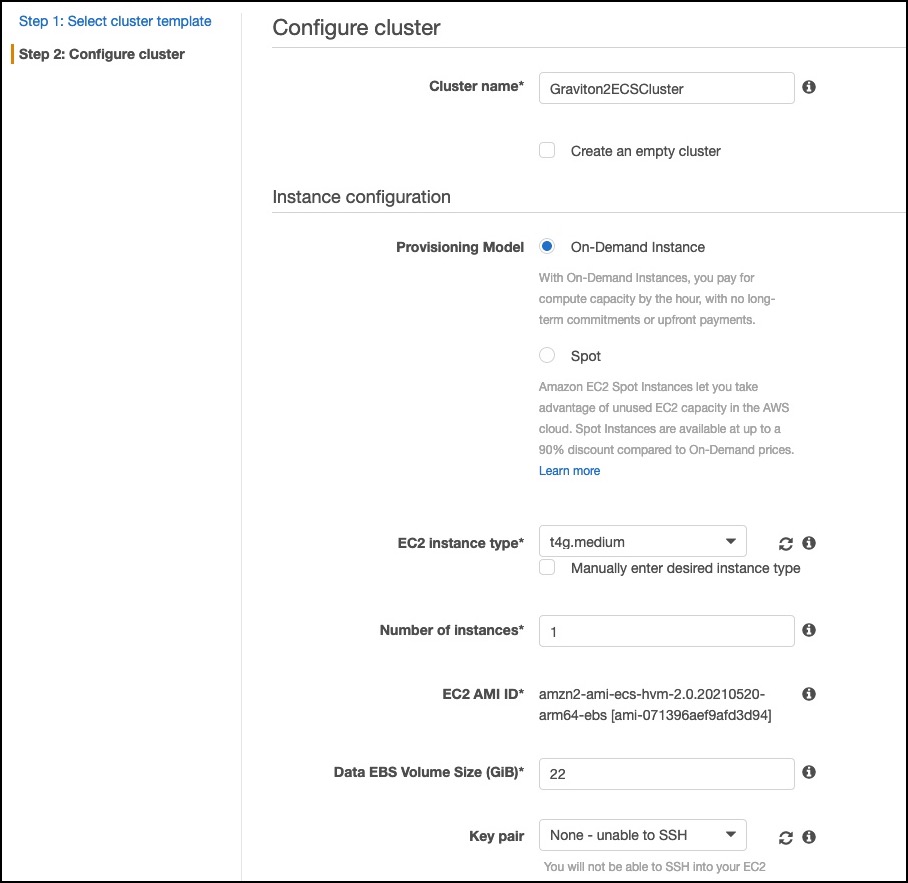 Step 1: Select cluster template
Step 2: Configure cluster
Configure cluster
Cluster name* Graviton2ECSCluster
Create an empty cluster
Instance configuration
Provisioning Model On-Demand Instance
With On-Demand Instances, you pay for
compute capacity by the hour, with no long-
term commitments or upfront payments.
Spot
Amazon EC2 Spot Instances let you take
advantage of unused EC2 capacity in the AWS
cloud. Spot Instances are available at up to a
90% discount compared to On-Demand prices.
Learn more
EC2 instance type* t4g.medium
Manually enter desired instance type
Number of instances* 1
EC2 AMI ID* amzn2-ami-ecs-hvm-2.0.20210520-
arm64-ebs [ami-071396aef9afd3d94]
Data EBS Volume Size (GiB)* 22
Key pair None - unable to SSH
You will not be able to SSH into your EC2